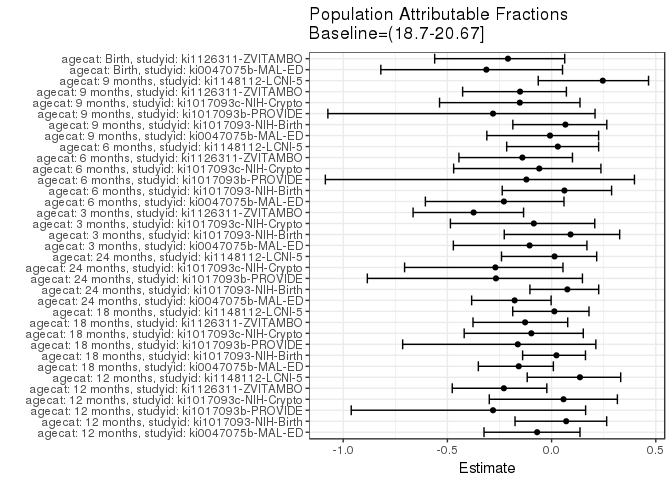 Population Attributable Fractions
Baseline=(18.7-20.67]
agecat: Birth, studyid: ki1126311-ZVITAMBO
agecat: Birth, studyid: ki0047075b-MAL-ED
agecat: 9 months, studyid: ki1148112-LCNI-5
agecat: 9 months, studyid: ki1126311-ZVITAMBO
agecat: 9 months, studyid: ki1017093c-NIH-Crypto
agecat: 9 months, studyid: ki1017093b-PROVIDE
agecat: 9 months, studyid: ki1017093-NIH-Birth
agecat: 9 months, studyid: ki0047075b-MAL-ED
agecat: 6 months, studyid: ki1148112-LCNI-5
agecat: 6 months, studyid: ki1126311-ZVITAMBO
agecat: 6 months, studyid: ki1017093c-NIH-Crypto
agecat: 6 months, studyid: ki1017093b-PROVIDE
agecat: 6 months, studyid: ki1017093-NIH-Birth
agecat: 6 months, studyid: ki0047075b-MAL-ED
agecat: 3 months, studyid: ki1126311-ZVITAMBO
agecat: 3 months, studyid: ki1017093c-NIH-Crypto
agecat: 3 months, studyid: ki1017093-NIH-Birth
agecat: 3 months, studyid: ki0047075b-MAL-ED
agecat: 24 months, studyid: ki1148112-LCNI-5
agecat: 24 months, studyid: ki1017093c-NIH-Crypto
agecat: 24 months, studyid: ki1017093b-PROVIDE
agecat: 24 months, studyid: ki1017093-NIH-Birth
agecat: 24 months, studyid: ki0047075b-MAL-ED
agecat: 18 months, studyid: ki1148112-LCNI-5
agecat: 18 months, studyid: ki1126311-ZVITAMBO
agecat: 18 months, studyid: ki1017093c-NIH-Crypto
agecat: 18 months, studyid: ki1017093b-PROVIDE
agecat: 18 months, studyid: ki1017093-NIH-Birth
agecat: 18 months, studyid: ki0047075b-MAL-ED
agecat: 12 months, studyid: ki1148112-LCNI-5
agecat: 12 months, studyid: ki1126311-ZVITAMBO
agecat: 12 months, studyid: ki1017093c-NIH-Crypto
agecat: 12 months, studyid: ki1017093b-PROVIDE
agecat: 12 months, studyid: ki1017093-NIH-Birth
agecat: 12 months, studyid: ki0047075b-MAL-ED
-1.0 -0.5 0.0 0.5
Estimate